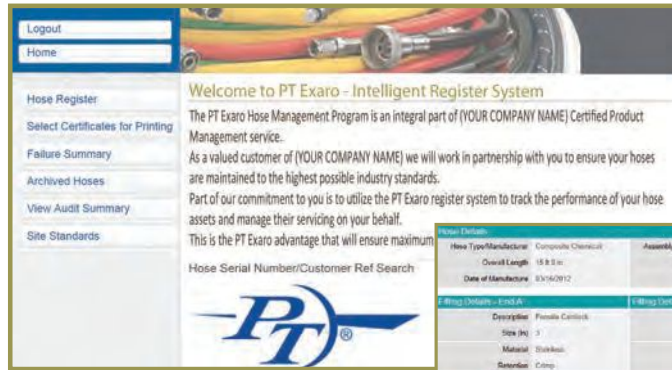 Logout
Home
Hose Register
Select Certificates for Printing
Failure Summary
Archived Hoses
View Audit Summary
Site Standards
Welcome to PT Exaro - Intelligent Register System
The PT Exaro Hose Management Program is an integral part of (YOUR COMPANY NAME) Certified Product
Management service.
As a valued customer of (YOUR COMPANY NAME) we will work in partnership with you to ensure your hoses
are maintained to the highest possible industry standards.
Part of our commitment to you is to utilize the PT Exaro register system to track the performance of your hose
assets and manage their servicing on your behalf.
This is the PT Exaro advantage that will ensure maximum
Hose Serial Number/Customer Ref Search
PT®
Hose Details
Hose Type/Manufacturer Composite Chemical
Overall Length 15 ft 0 in
Date of Manufacture 03/16/2012
Fitting Details - End A
Description Female Camlock
Size (in) 3
Material Stainless
Retention Crimp